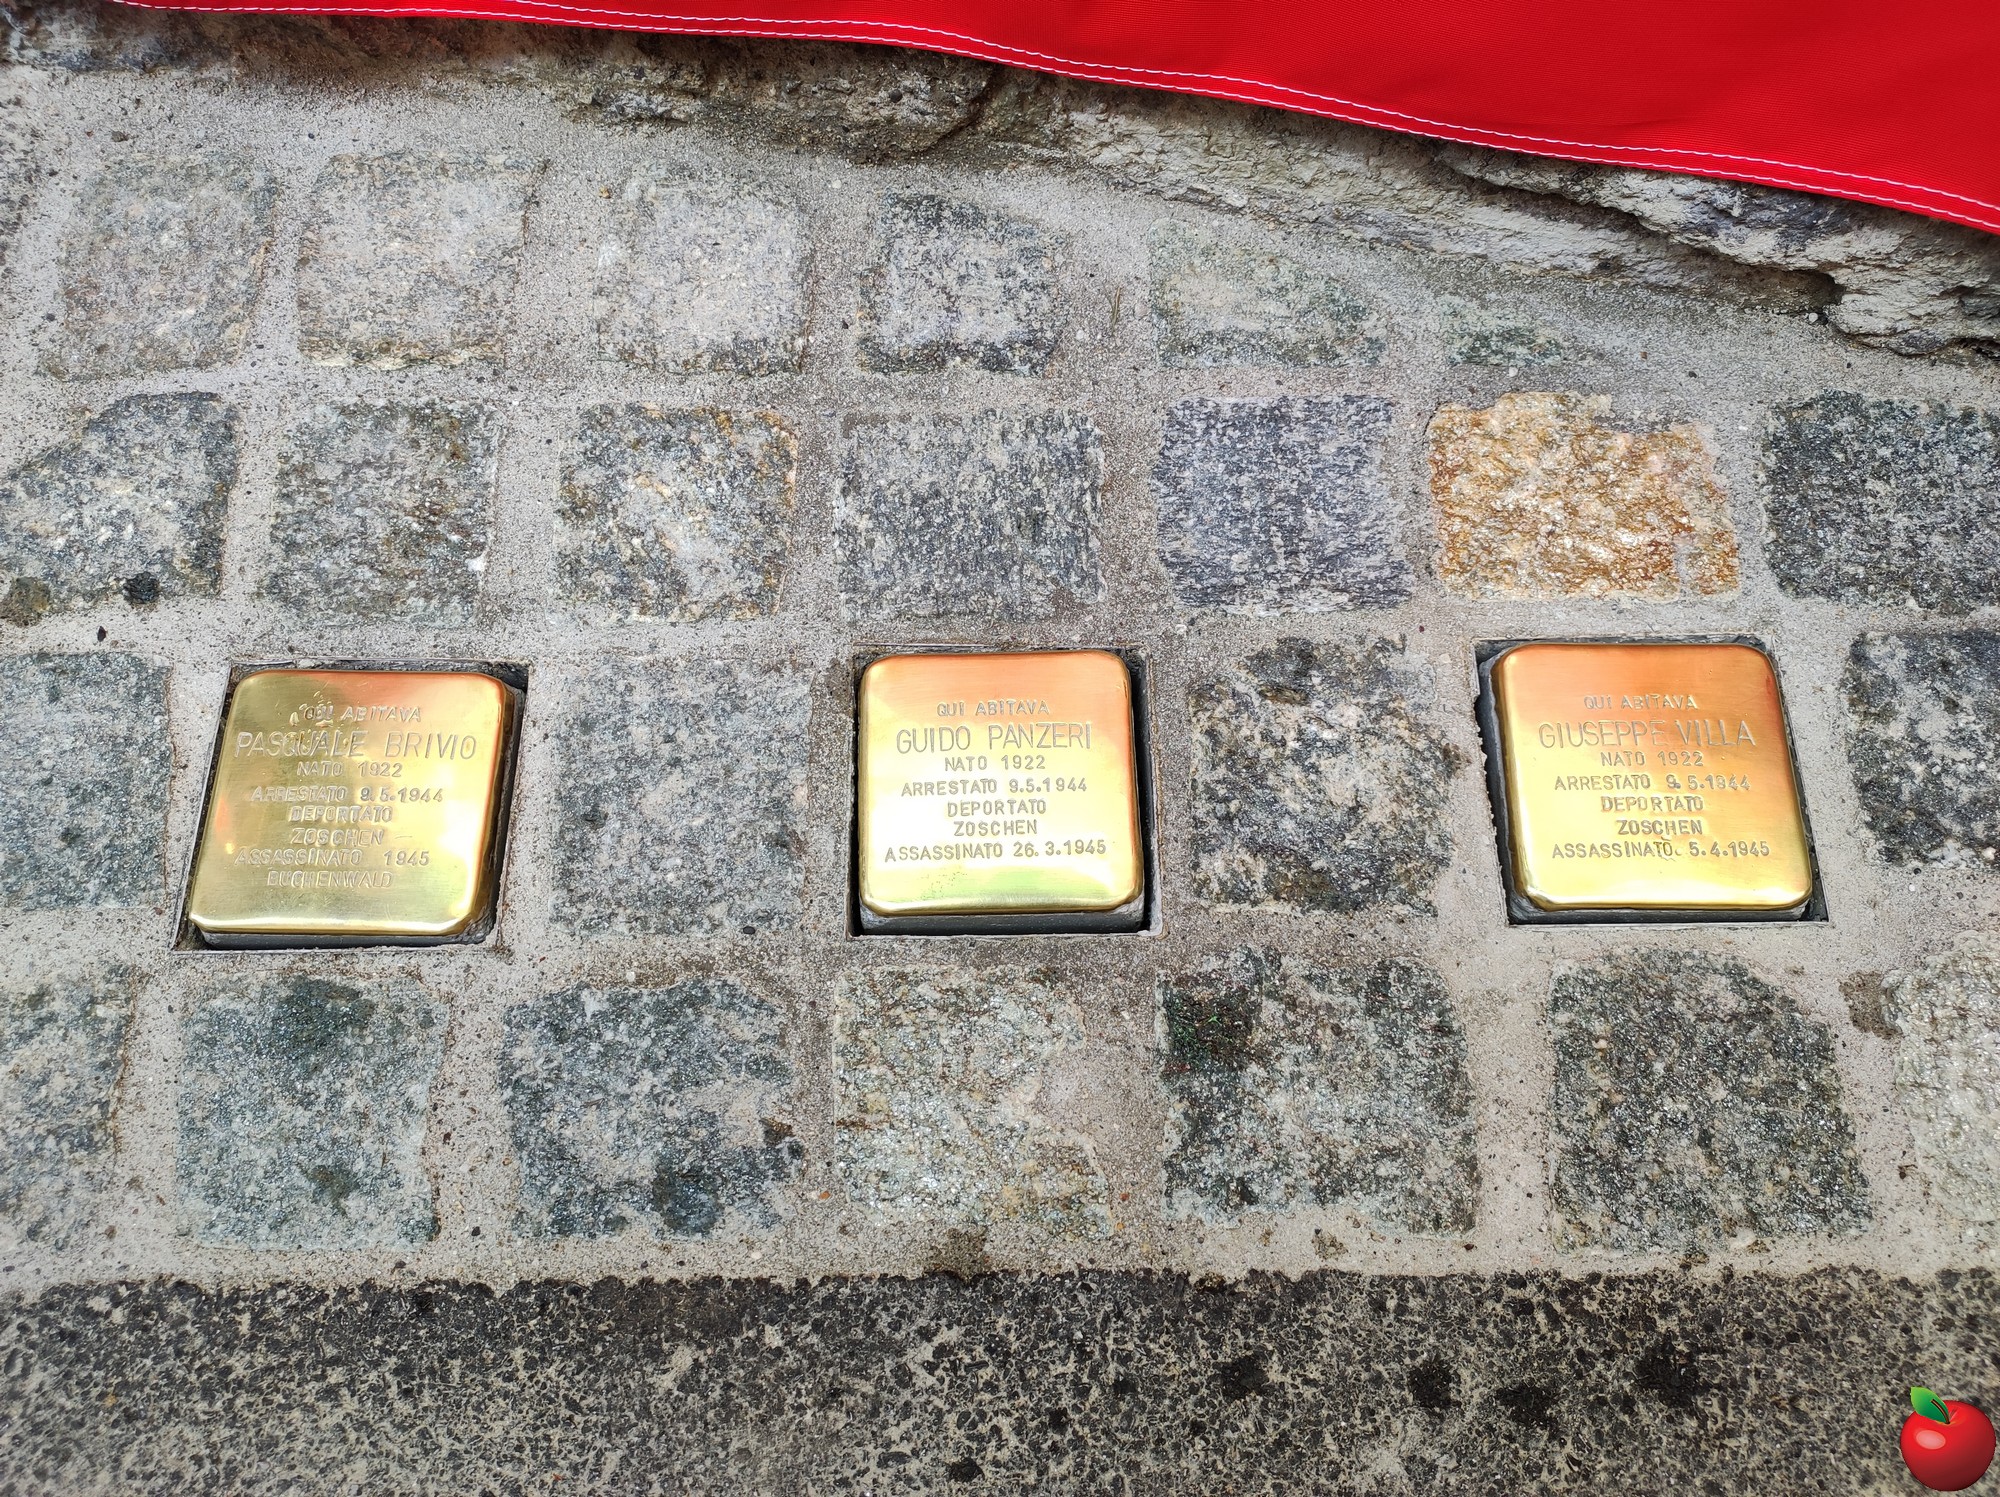 QUI ABITAVA
PASQUALE BRIVIO
NATO 1922
ARRESTATO 9.5.1944
DEPORTATO
ZOSCHEN
ASSASSINATO 1945
BUCHENWALD
QUI ABITAVA
GUIDO PANZERI
NATO 1922
ARRESTATO 9.5.1944
DEPORTATO
ZOSCHEN
ASSASSINATO 26.3.1945
QUI ABITAVA
GIUSEPPE VILLA
NATO 1922
ARRESTATO 9.5.1944
DEPORTATO
ZOSCHEN
ASSASSINATO 5.4.1945